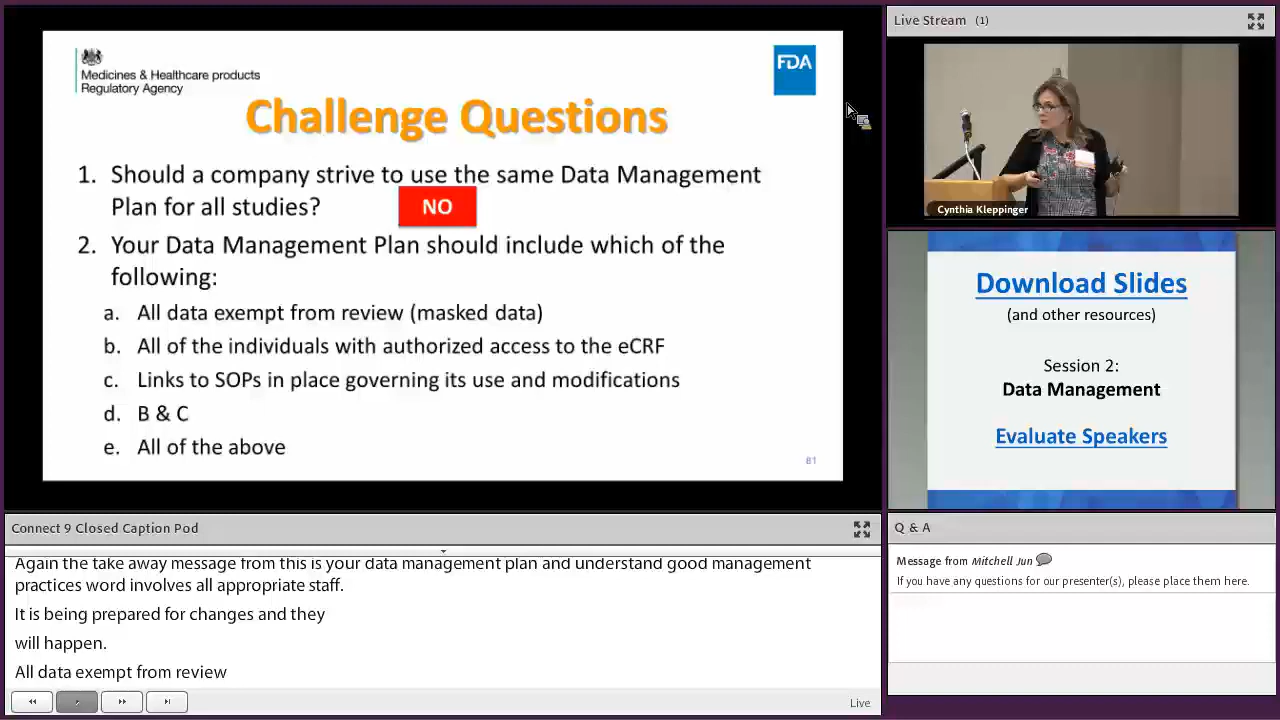 Medicines & Healthcare products
Regulatory Agency
FDA
Challenge Questions
1. Should a company strive to use the same Data Management
Plan for all studies?
NO
2. Your Data Management Plan should include which of the
following:
a. All data exempt from review (masked data)
b. All of the individuals with authorized access to the eCRF
c. Links to SOPs in place governing its use and modifications
d. B & C
e. All of the above
81
Live Stream (1)
Cynthia Kleppinger
Download Slides
(and other resources)
Session 2:
Data Management
Evaluate Speakers
Connect 9 Closed Caption Pod
Again the take away message from this is your data management plan and understand good management
practices word involves all appropriate staff.
It is being prepared for changes and they
will happen.
All data exempt from review
Live
Q & A
Message from Mitchell Jun
If you have any questions for our presenter(s), please place them here.